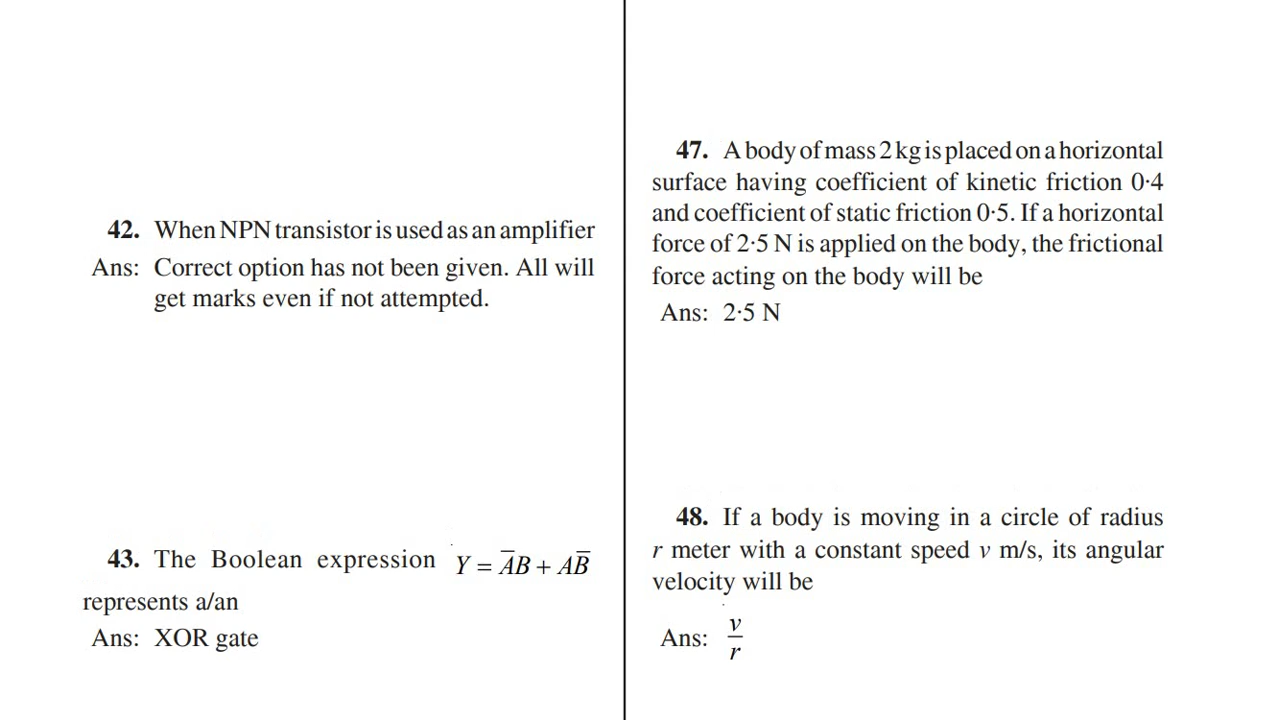 42. When NPN transistor is used as an amplifier
Ans: Correct option has not been given. All will
get marks even if not attempted.
43. The Boolean expression Y = A̅B + AB̅
represents a/an
Ans: XOR gate
47. A body of mass 2 kg is placed on a horizontal
surface having coefficient of kinetic friction 0·4
and coefficient of static friction 0·5. If a horizontal
force of 2·5 N is applied on the body, the frictional
force acting on the body will be
Ans: 2·5 N
48. If a body is moving in a circle of radius
r meter with a constant speed v m/s, its angular
velocity will be
Ans: v/r